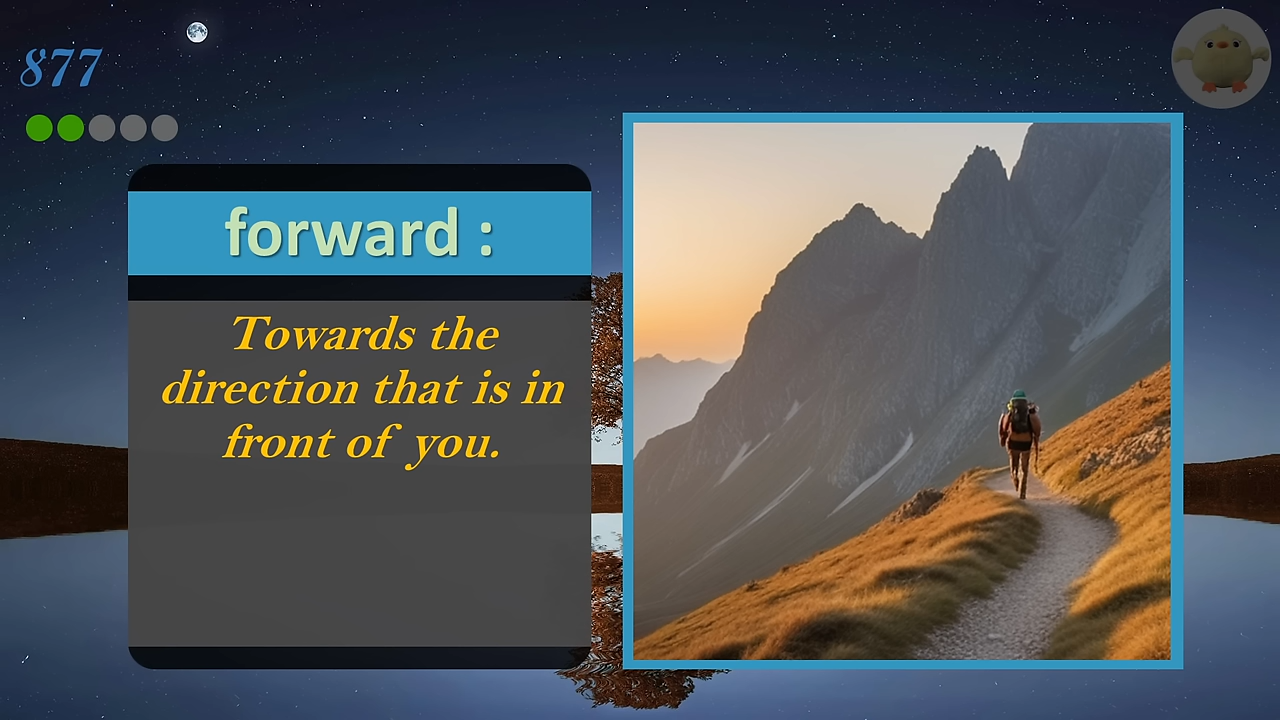 877
forward :
Towards the
direction that is in
front of you.